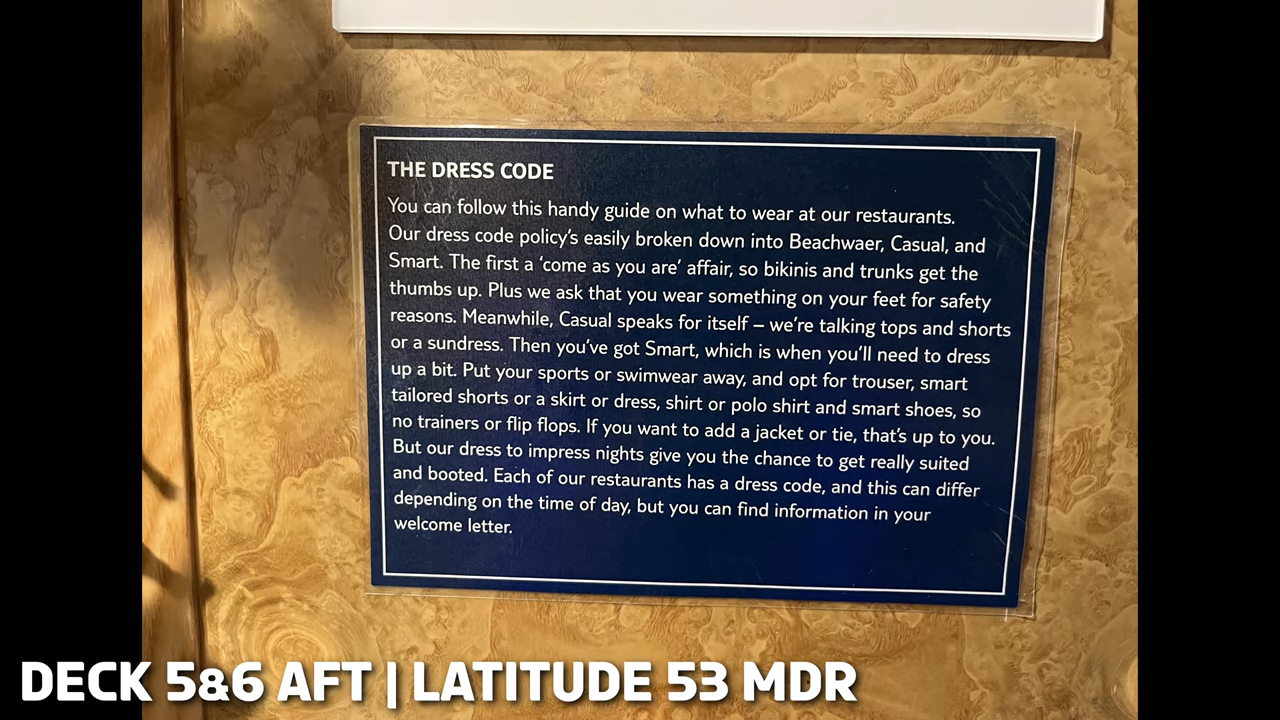 THE DRESS CODE
You can follow this handy guide on what to wear at our restaurants.
Our dress code policy's easily broken down into Beachwaer, Casual, and
Smart. The first a 'come as you are' affair, so bikinis and trunks get the
thumbs up. Plus we ask that you wear something on your feet for safety
reasons. Meanwhile, Casual speaks for itself – we're talking tops and shorts
or a sundress. Then you've got Smart, which is when you'll need to dress
up a bit. Put your sports or swimwear away, and opt for trouser, smart
tailored shorts or a skirt or dress, shirt or polo shirt and smart shoes, so
no trainers or flip flops. If you want to add a jacket or tie, that's up to you.
But our dress to impress nights give you the chance to get really suited
and booted. Each of our restaurants has a dress code, and this can differ
depending on the time of day, but you can find information in your
welcome letter.
DECK 5&6 AFT | LATITUDE 53 MDR